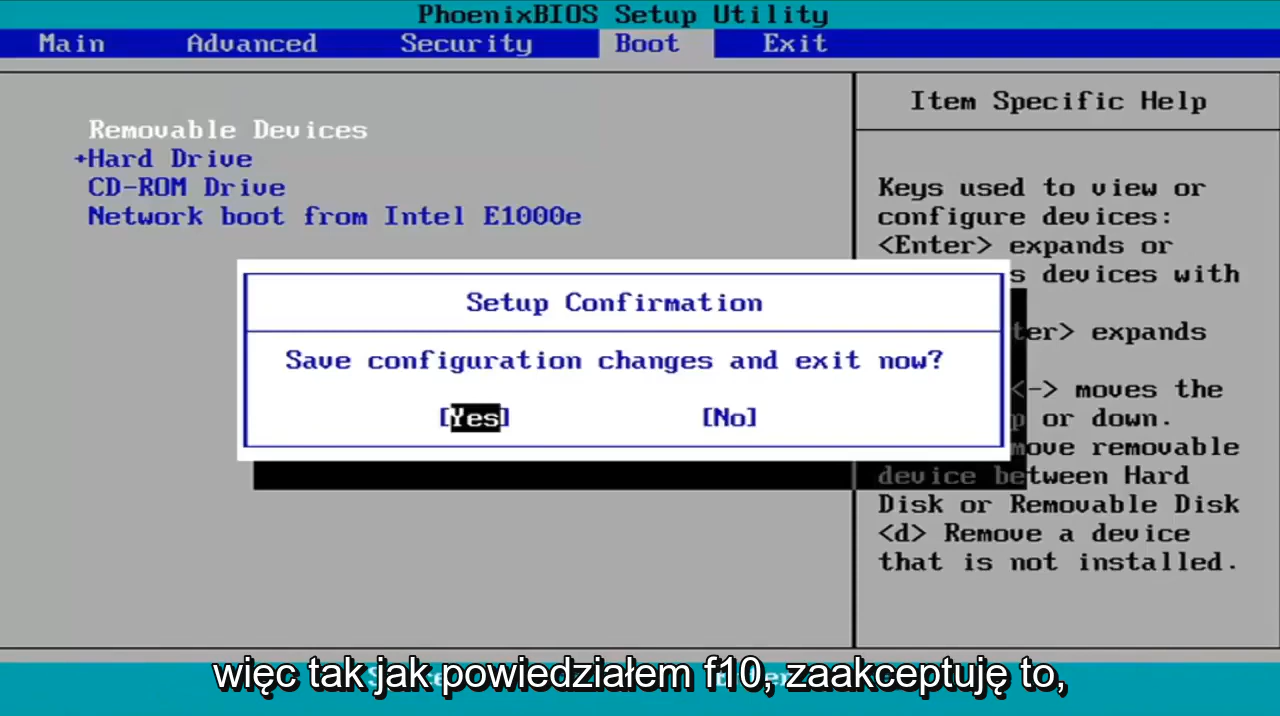 PhoenixBIOS Setup Utility
Main Advanced Security Boot Exit
Removable Devices
+Hard Drive
CD-ROM Drive
Network boot from Intel E1000e
Item Specific Help
Keys used to view or
configure devices:
<Enter> expands or
devices with
expands
<-> moves the
or down.
removable
device between Hard
Disk or Removable Disk
<d> Remove a device
that is not installed.
Setup Confirmation
Save configuration changes and exit now?
[Yes] [No]
więc tak jak powiedziałem f10, zaakceptuję to,